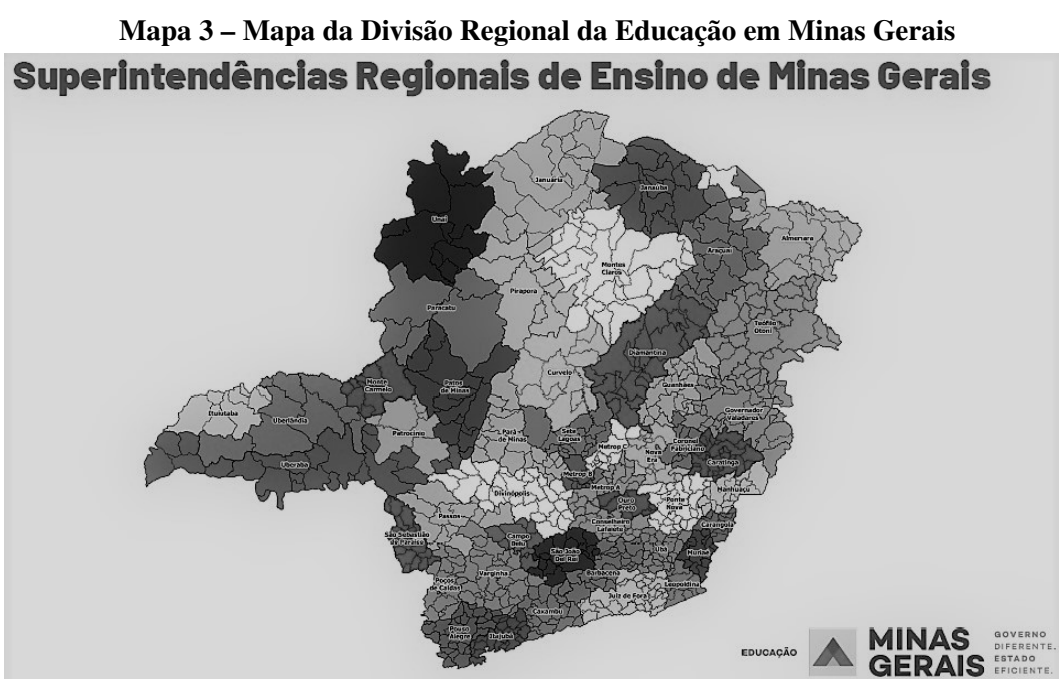 Mapa 3 – Mapa da Divisão Regional da Educação em Minas Gerais
Superintendências Regionais de Ensino de Minas Gerais
Januária
Janaúba
Unaí
Almenara
Araçuaí
Montes
Claros
Pirapora
Paracatu
Teófilo
Otoni
Diamantina
Curvelo
Monte
Carmelo
Patos
de Minas
Guanhães
Ituiutaba
Uberlândia
Governador
Valadares
Patrocínio
Pará
de Minas
Sete
Lagoas
Metrop C
Nova
Era
Coronel
Fabriciano
Caratinga
Uberaba
Metrop B
Metrop A
Manhuaçu
Divinópolis
Ouro
Preto
Ponte
Nova
Passos
Conselheiro
Lafaiete
Carangola
São Sebastião
do Paraíso
Campo
Belo
São João
Del Rei
Ubá
Muriaé
Varginha
Barbacena
Poços
de Caldas
Leopoldina
Juiz de Fora
Caxambu
Pouso
Alegre
Itajubá
EDUCAÇÃO
MINAS
GERAIS
GOVERNO
DIFERENTE.
ESTADO
EFICIENTE.